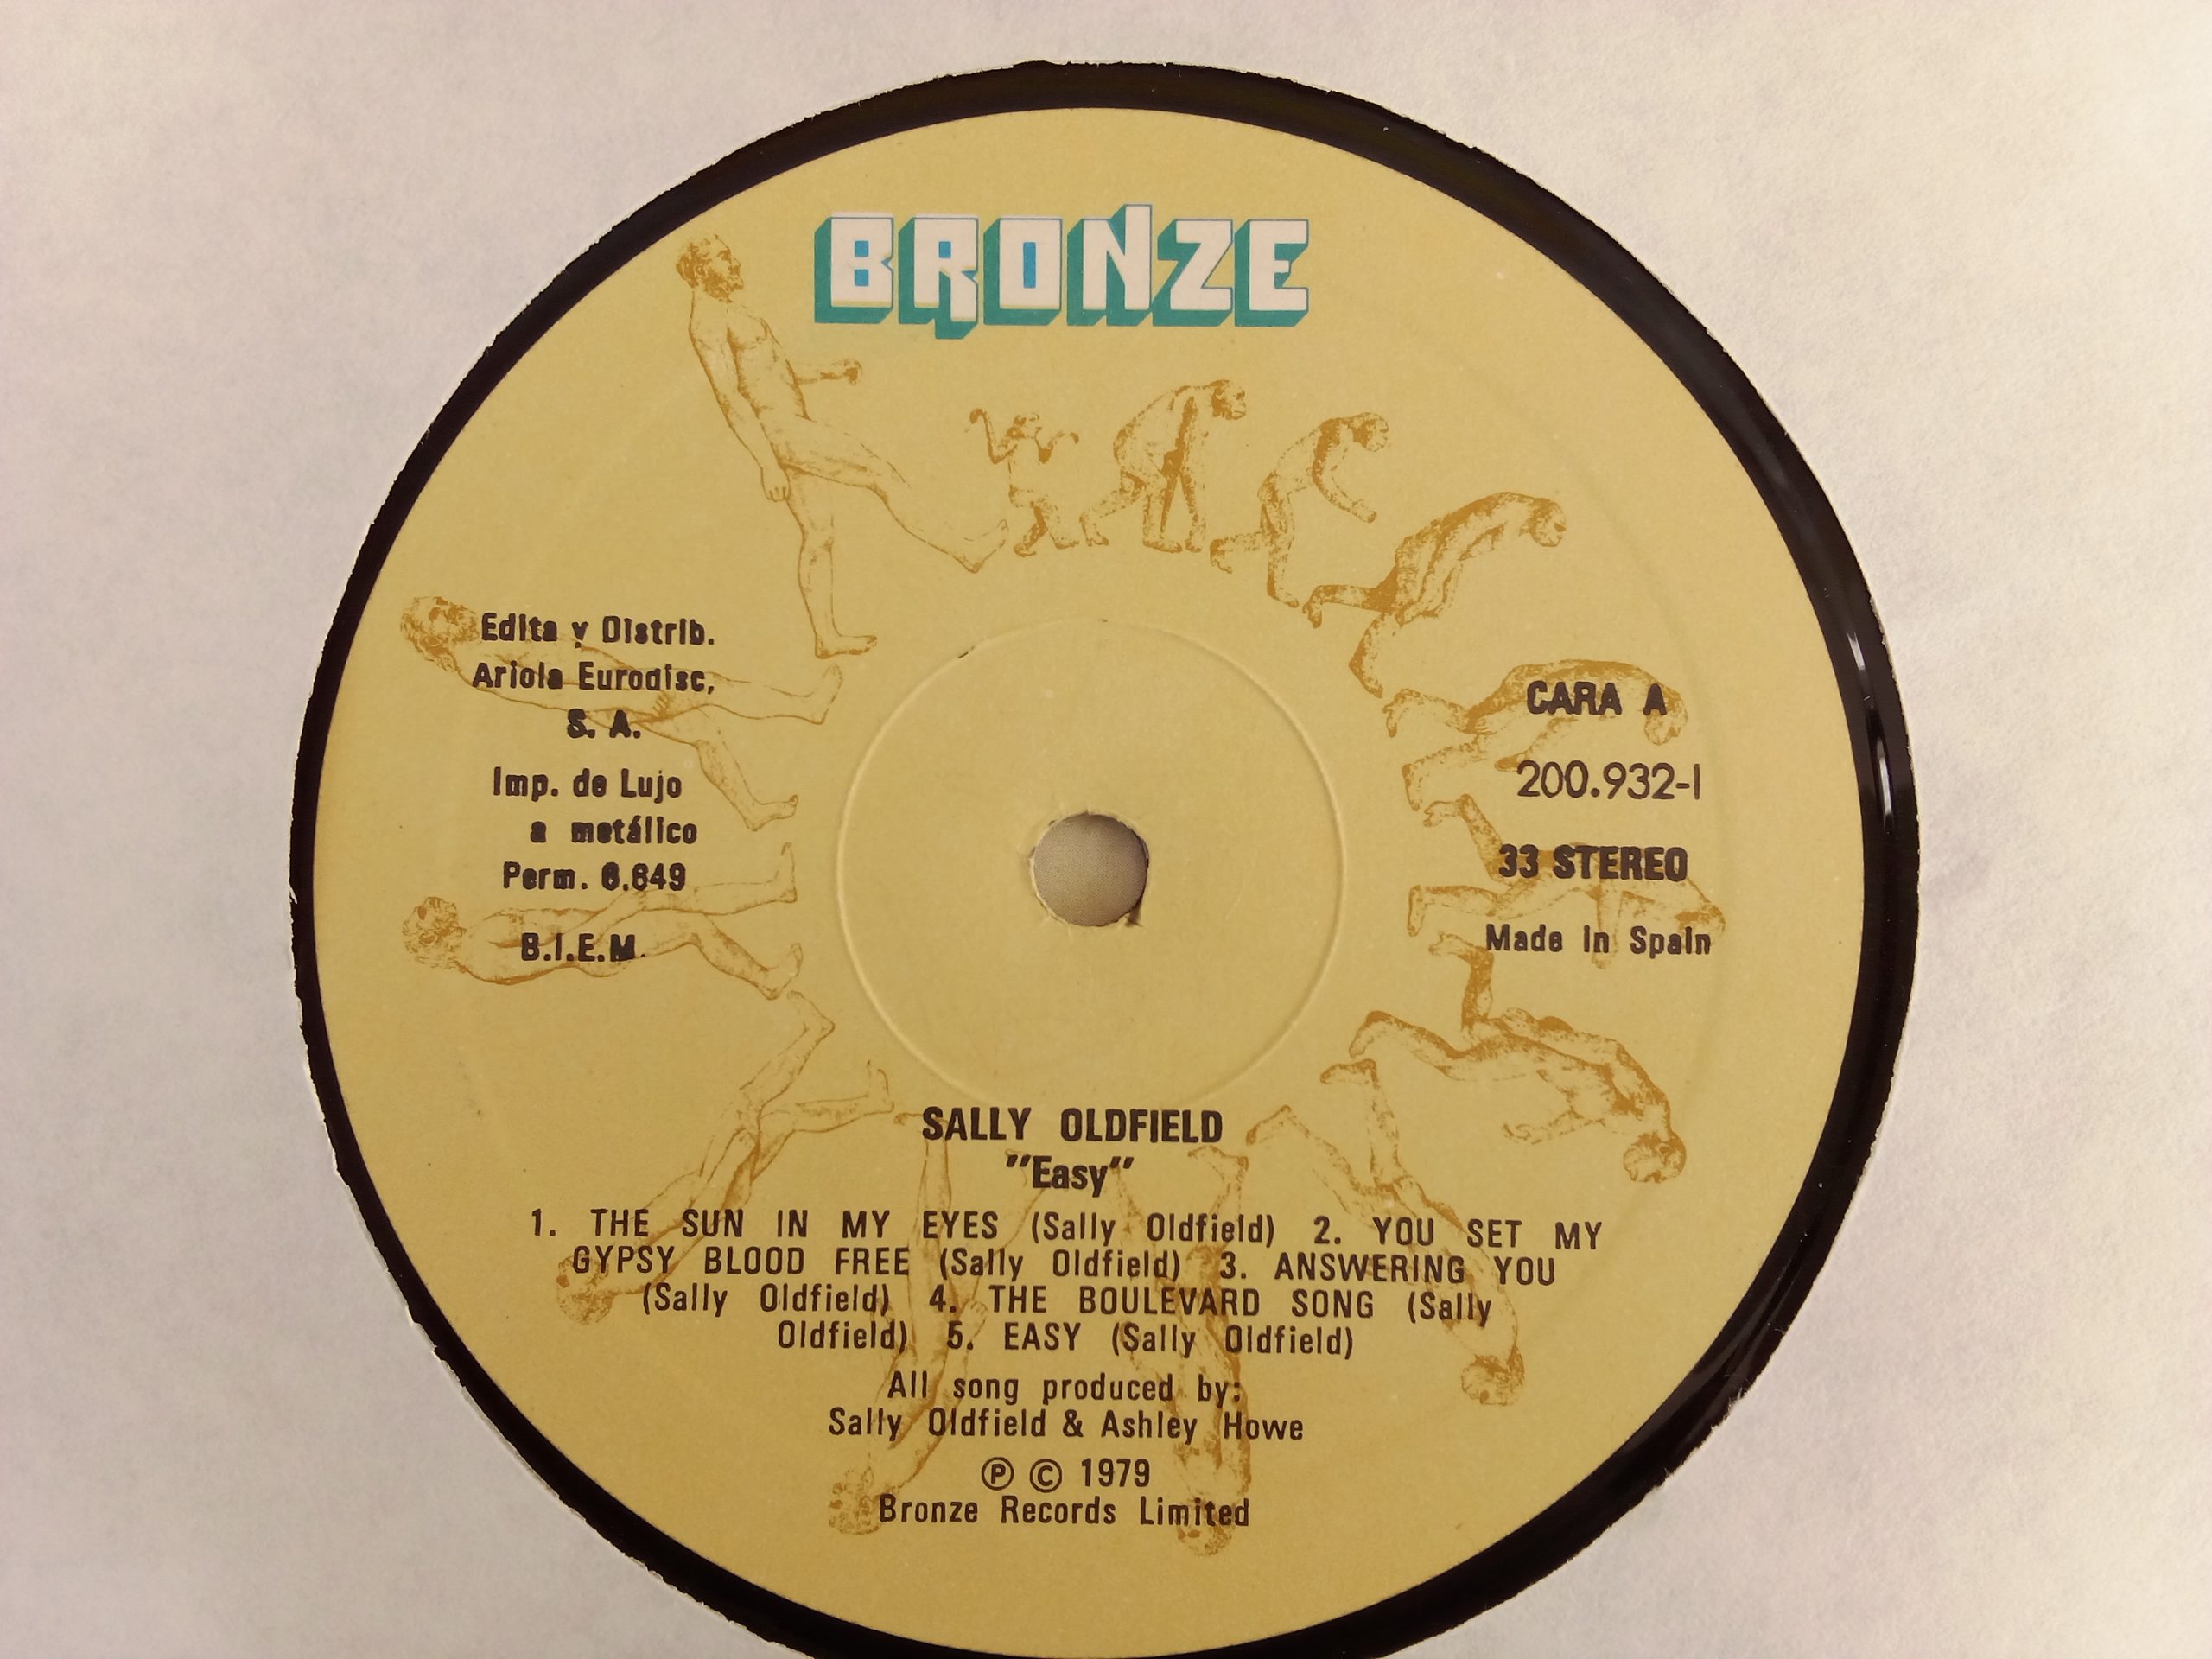 BRONZE
Edita y Distrib.
Ariola Eurodisc,
S. A.
Imp. de Lujo
a metálico
Perm. 6.849
B.I.E.M.
CARA A
200.932-I
33 STEREO
Made in Spain
SALLY OLDFIELD
"Easy"
1. THE SUN IN MY EYES (Sally Oldfield) 2. YOU SET MY
GYPSY BLOOD FREE (Sally Oldfield) 3. ANSWERING YOU
(Sally Oldfield) 4. THE BOULEVARD SONG (Sally
Oldfield) 5. EASY (Sally Oldfield)
All song produced by:
Sally Oldfield & Ashley Howe
℗ © 1979
Bronze Records Limited